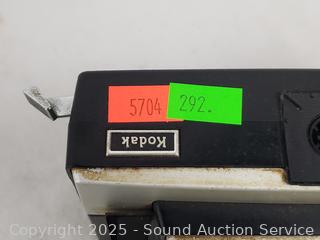 5704 292.
Kodak
Copyright © 2025 - Sound Auction Service